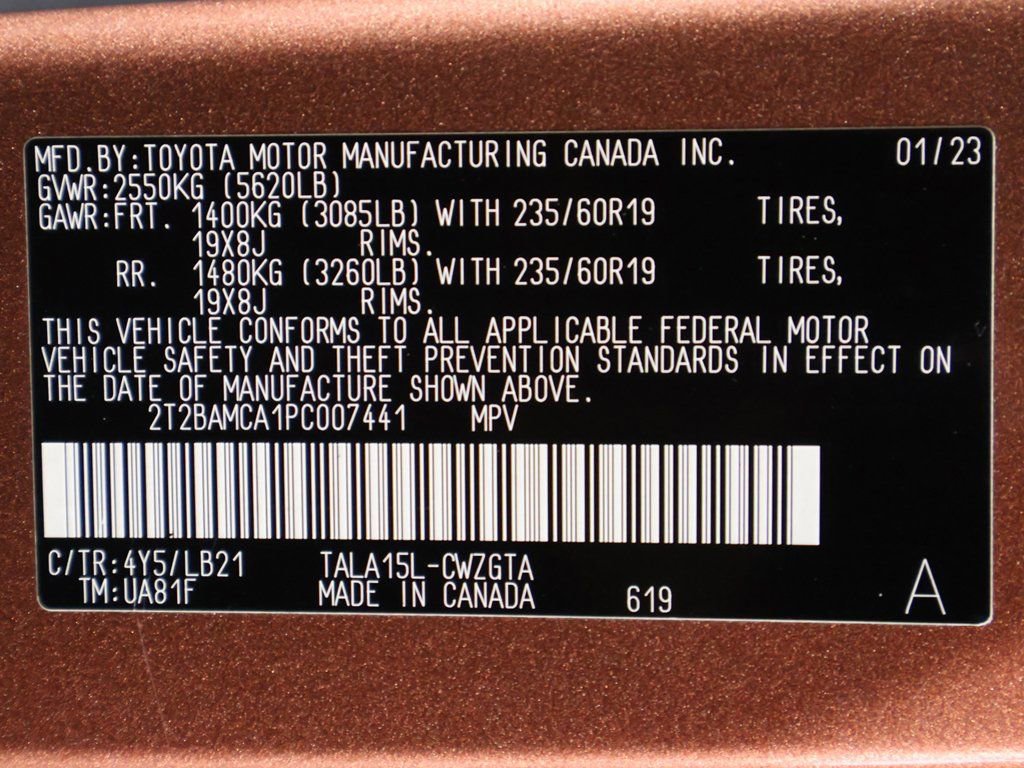 MFD.BY:TOYOTA MOTOR MANUFACTURING CANADA INC. 01/23
GVWR:2550KG (5620LB)
GAWR:FRT. 1400KG (3085LB) WITH 235/60R19 TIRES,
19X8J RIMS.
RR. 1480KG (3260LB) WITH 235/60R19 TIRES,
19X8J RIMS.
THIS VEHICLE CONFORMS TO ALL APPLICABLE FEDERAL MOTOR
VEHICLE SAFETY AND THEFT PREVENTION STANDARDS IN EFFECT ON
THE DATE OF MANUFACTURE SHOWN ABOVE.
2T2BAMCA1PC007441 MPV
C/TR:4Y5/LB21 TALA15L-CWZGTA
TM:UA81F MADE IN CANADA 619 A